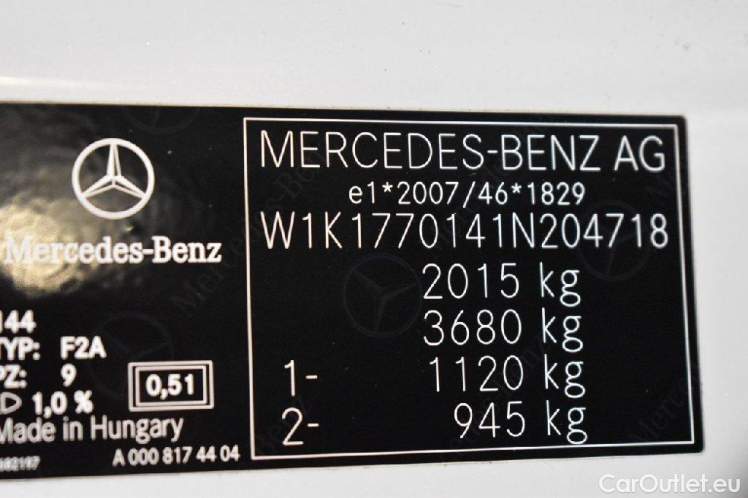 Mercedes-Benz
144
TYP: F2A
PZ: 9
1,0 %
0,51
Made in Hungary
A 000 817 44 04
MERCEDES-BENZ AG
e1*2007/46*1829
W1K1770141N204718
2015 kg
3680 kg
1- 1120 kg
2- 945 kg
CarOutlet.eu